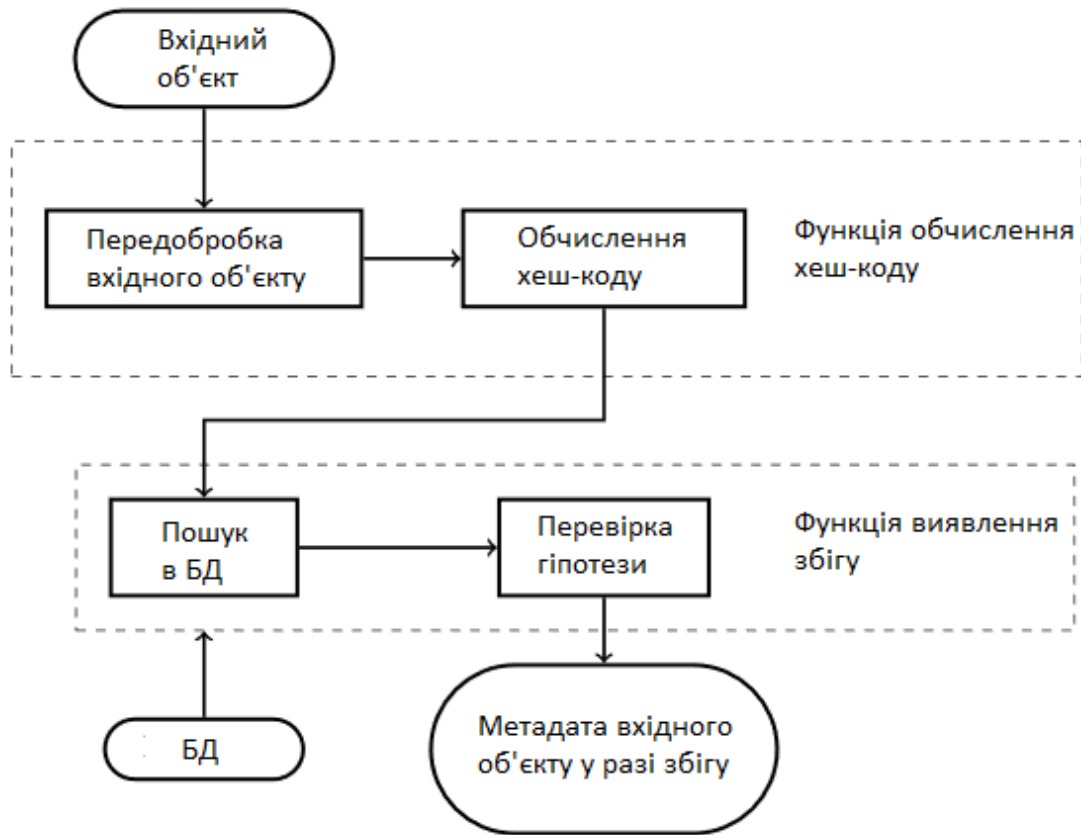 Вхідний
об'єкт
Передобробка
вхідного об'єкту
Обчислення
хеш-коду
Функція обчислення
хеш-коду
Пошук
в БД
Перевірка
гіпотези
Функція виявлення
збігу
БД
Метадата вхідного
об'єкту у разі збігу